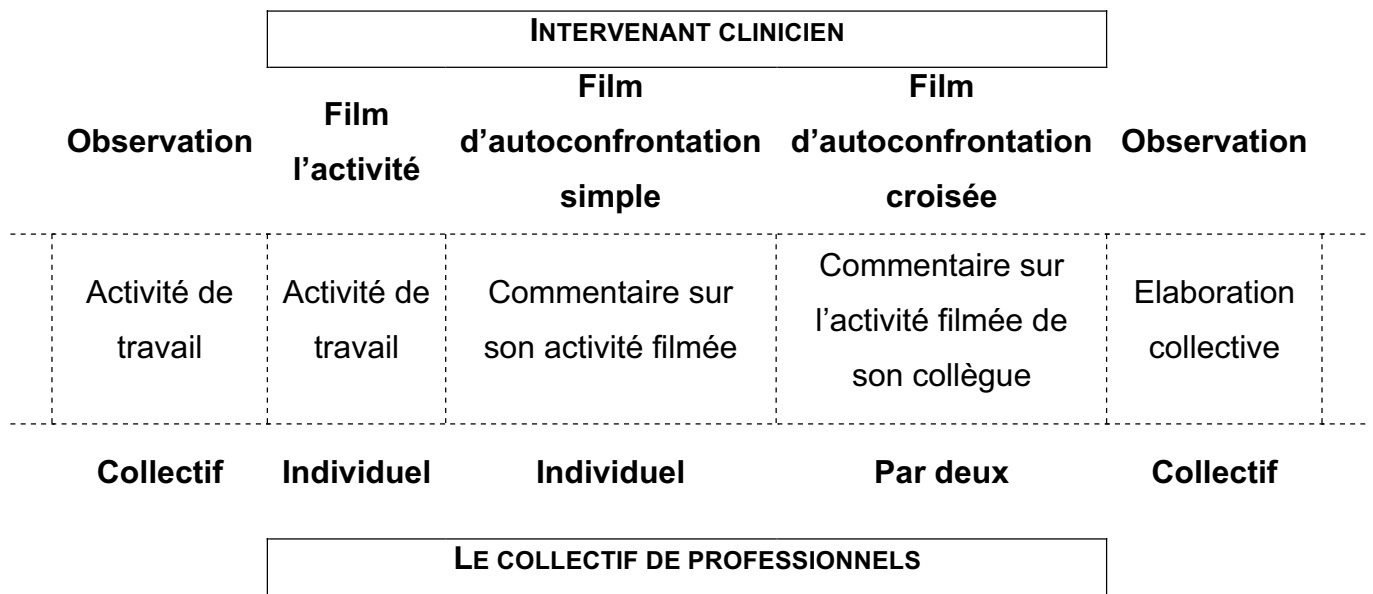 INTERVENANT CLINICIEN
Observation
Film
l’activité
Film
d’autoconfrontation
simple
Film
d’autoconfrontation
croisée
Observation
Activité de
travail
Activité de
travail
Commentaire sur
son activité filmée
Commentaire sur
l’activité filmée de
son collègue
Elaboration
collective
Collectif
Individuel
Individuel
Par deux
Collectif
LE COLLECTIF DE PROFESSIONNELS